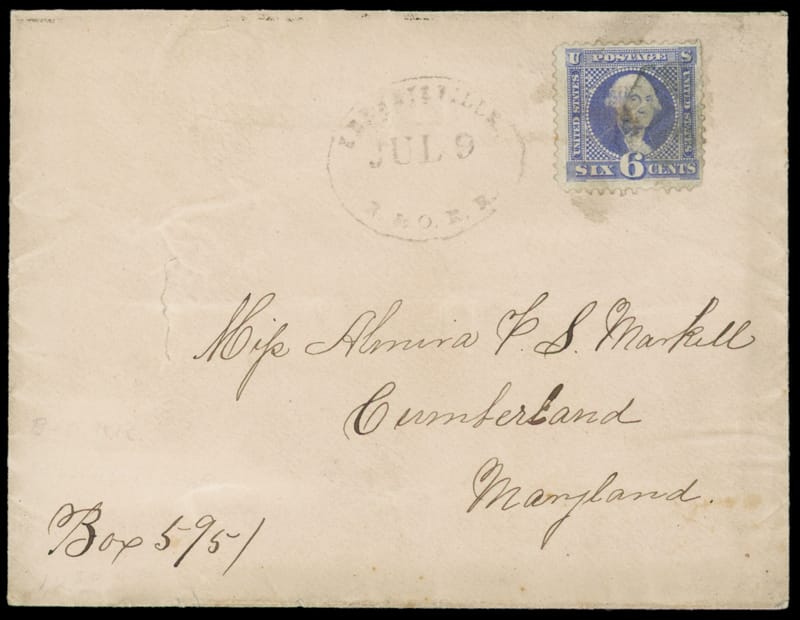 U POSTAGE S
UNITED STATES
UNITED STATES
SIX 6 CENTS
JUL 9
& O. R. R.
Miss Almira F. S. Markell
Cumberland
Maryland.
Box 595 /